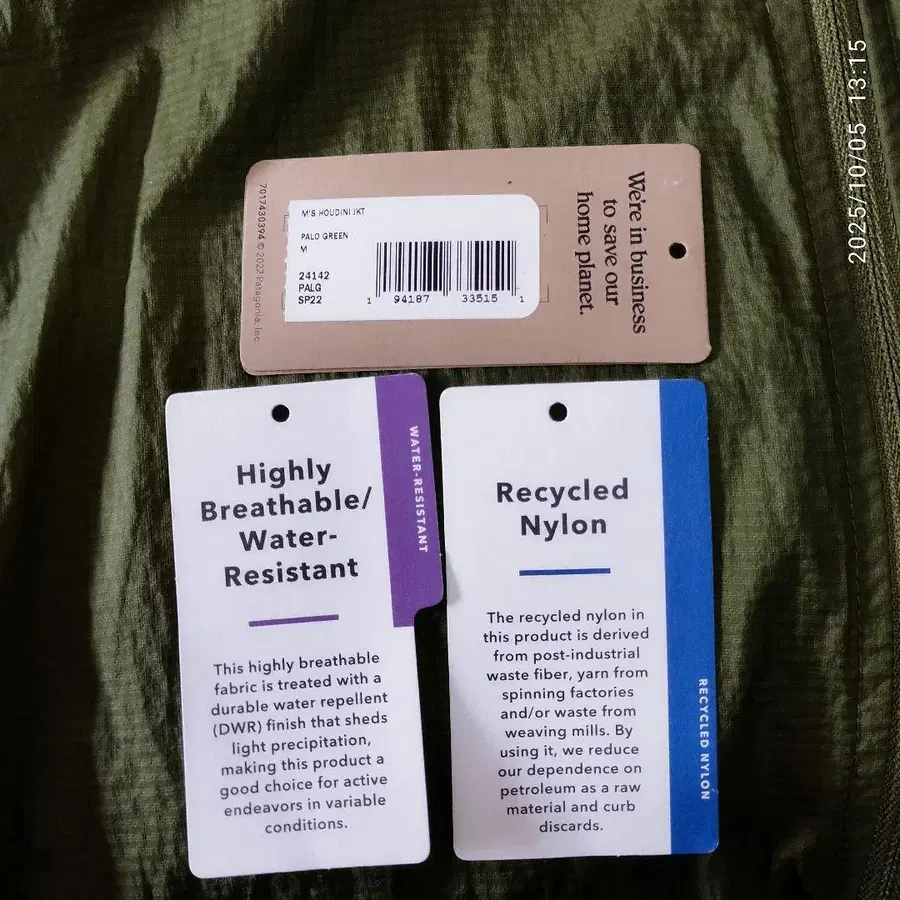 2025/10/05 13:15
7017430394 © 2022 Patagonia, Inc.
M'S HOUDINI JKT
PALO GREEN
M
24142
PALG
SP22
1 94187 33515 1
We're in business
to save our
home planet.
Highly
Breathable/
Water-
Resistant
This highly breathable
fabric is treated with a
durable water repellent
(DWR) finish that sheds
light precipitation,
making this product a
good choice for active
endeavors in variable
conditions.
WATER-RESISTANT
Recycled
Nylon
The recycled nylon in
this product is derived
from post-industrial
waste fiber, yarn from
spinning factories
and/or waste from
weaving mills. By
using it, we reduce
our dependence on
petroleum as a raw
material and curb
discards.
RECYCLED NYLON